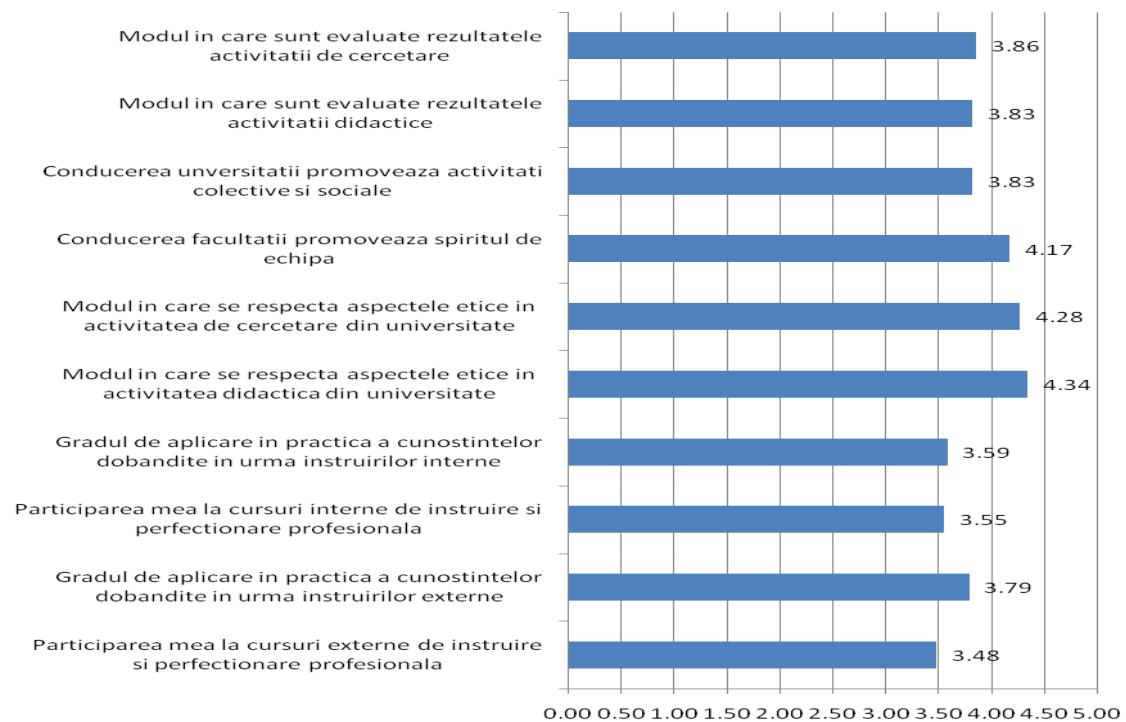 Modul in care sunt evaluate rezultatele
activitatii de cercetare
3.86
Modul in care sunt evaluate rezultatele
activitatii didactice
3.83
Conducerea unversitatii promoveaza activitati
colective si sociale
3.83
Conducerea facultatii promoveaza spiritul de
echipa
4.17
Modul in care se respecta aspectele etice in
activitatea de cercetare din universitate
4.28
Modul in care se respecta aspectele etice in
activitatea didactica din universitate
4.34
Gradul de aplicare in practica a cunostintelor
dobandite in urma instruirilor interne
3.59
Participarea mea la cursuri interne de instruire si
perfectionare profesionala
3.55
Gradul de aplicare in practica a cunostintelor
dobandite in urma instruirilor externe
3.79
Participarea mea la cursuri externe de instruire
si perfectionare profesionala
3.48
0.00 0.50 1.00 1.50 2.00 2.50 3.00 3.50 4.00 4.50 5.00